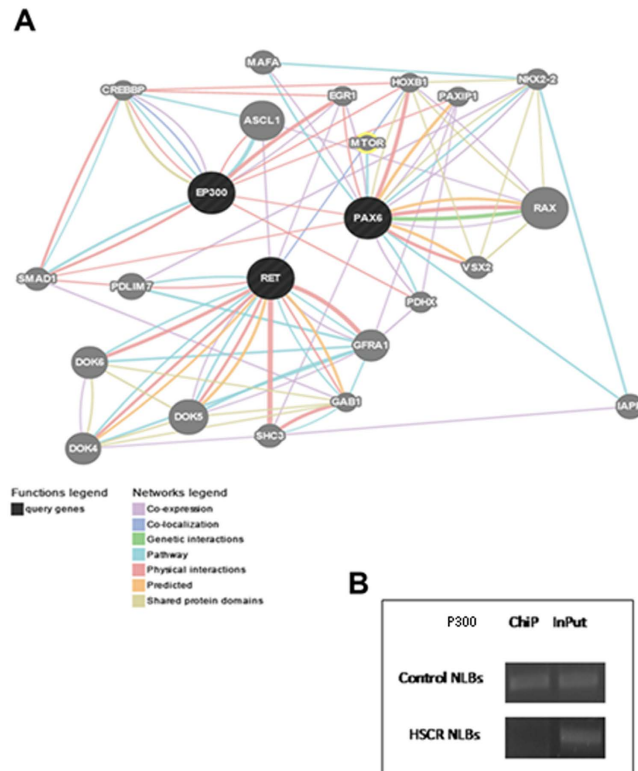 A
MAFA
CREBBP
EGR1
HOXB1
PAXIP1
NKX2-2
ASCL1
MTOR
EP300
PAX6
RAX
SMAD1
PDLIM7
RET
VSX2
PDHX
GFRA1
DOK6
GAB1
DOK5
IAPP
SHC3
DOK4
Functions legend
query genes
Networks legend
Co-expression
Co-localization
Genetic interactions
Pathway
Physical interactions
Predicted
Shared protein domains
B
P300 ChiP InPut
Control NLBs
HSCR NLBs